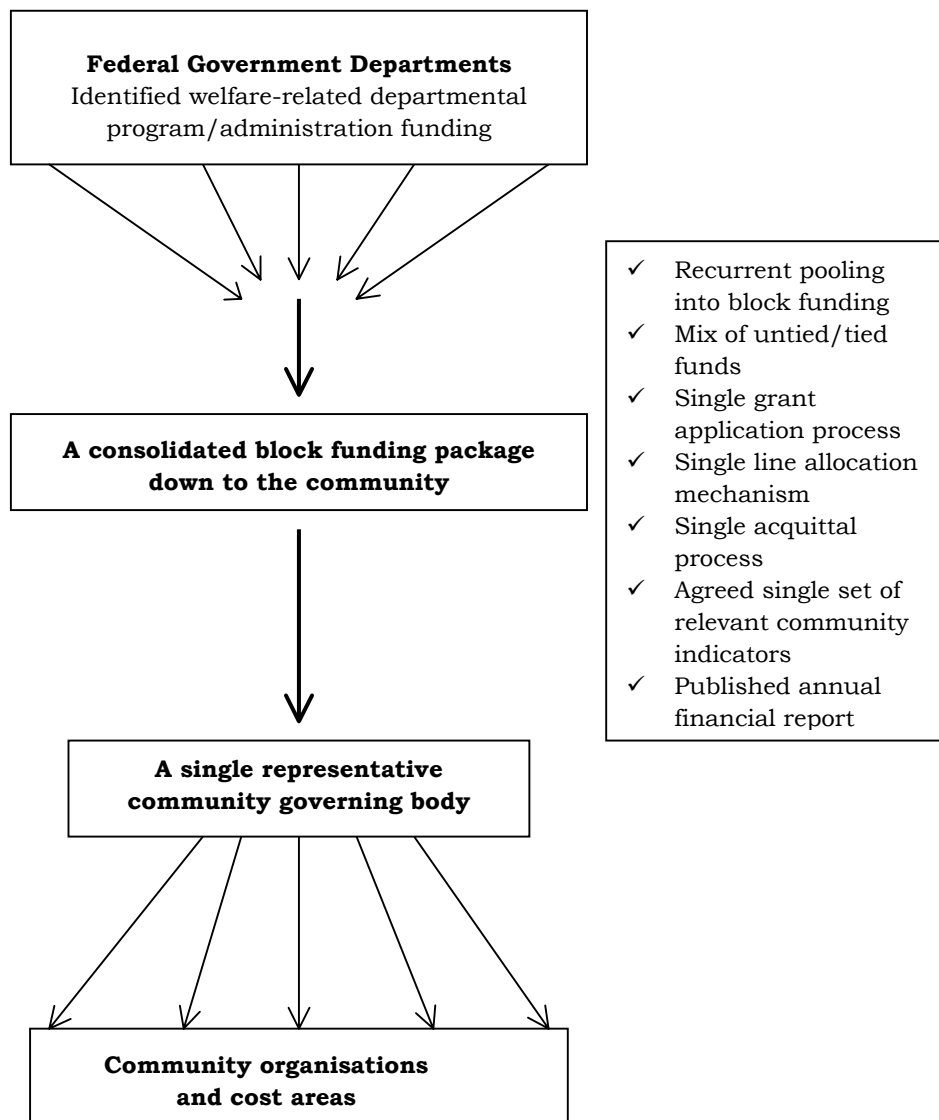 Federal Government Departments
Identified welfare-related departmental
program/administration funding
✓ Recurrent pooling
into block funding
✓ Mix of untied/tied
funds
✓ Single grant
application process
✓ Single line allocation
mechanism
✓ Single acquittal
process
✓ Agreed single set of
relevant community
indicators
✓ Published annual
financial report
A consolidated block funding package
down to the community
A single representative
community governing body
Community organisations
and cost areas